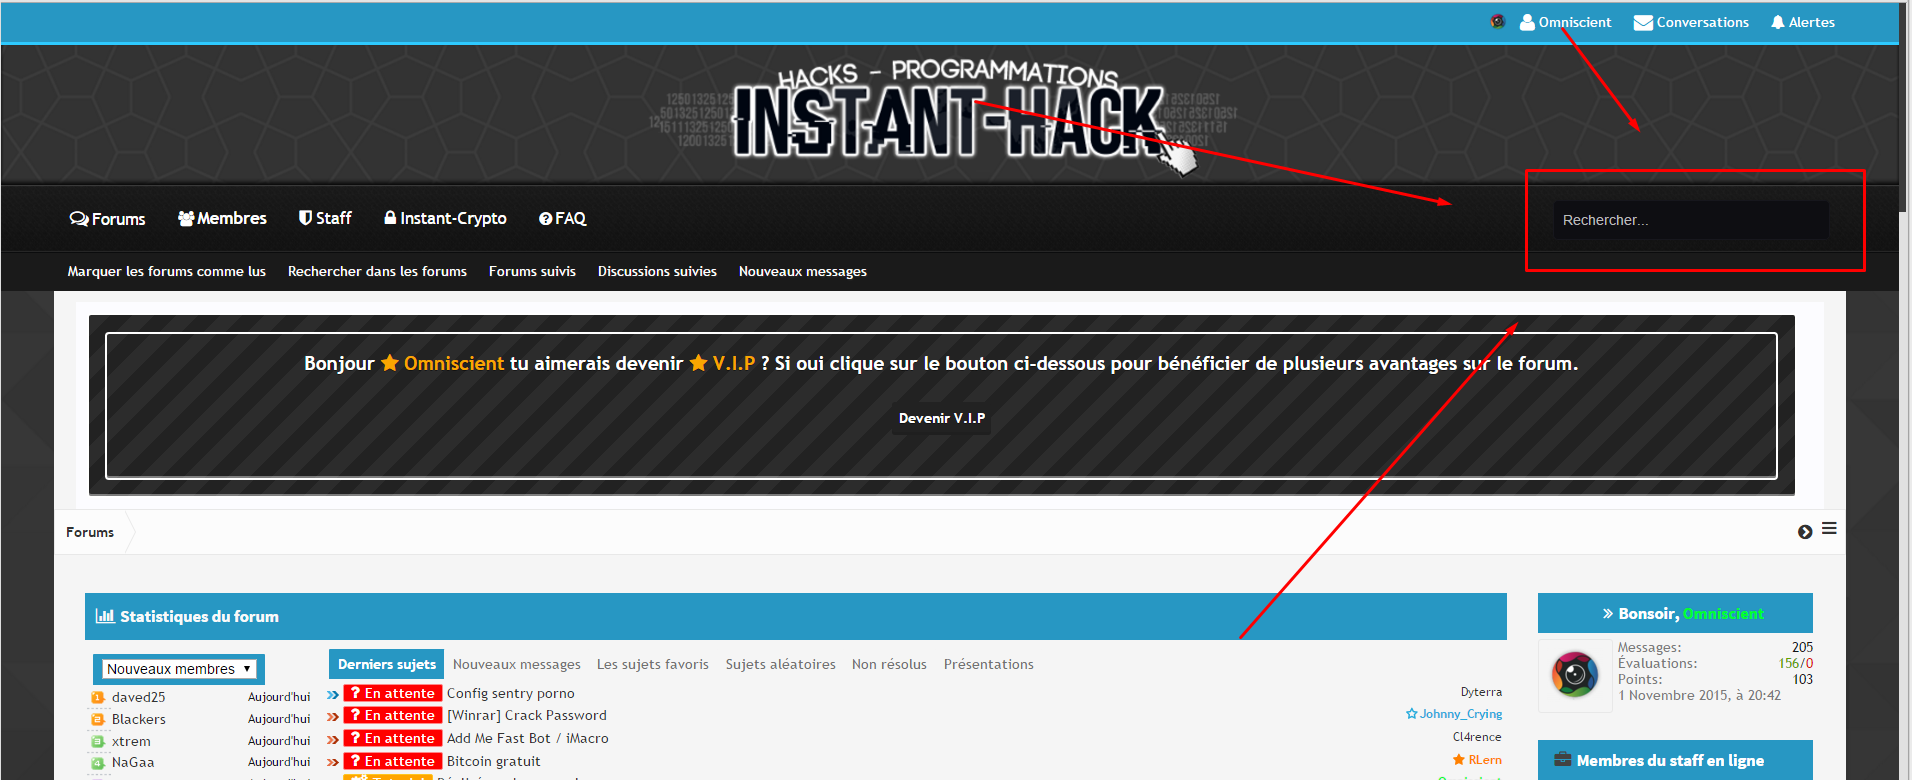 Omniscient Conversations Alertes
HACKS - PROGRAMMATIONS
INSTANT-HACK
Forums Membres Staff Instant-Crypto FAQ
Rechercher...
Marquer les forums comme lus Rechercher dans les forums Forums suivis Discussions suivies Nouveaux messages
Bonjour Omniscient tu aimerais devenir V.I.P ? Si oui clique sur le bouton ci-dessous pour bénéficier de plusieurs avantages sur le forum.
Devenir V.I.P
Forums
Statistiques du forum
Nouveaux membres
daved25 Aujourd'hui
Blackers Aujourd'hui
xtrem Aujourd'hui
NaGaa Aujourd'hui
Derniers sujets Nouveaux messages Les sujets favoris Sujets aléatoires Non résolus Présentations
? En attente Config sentry porno Dyterra
? En attente [Winrar] Crack Password Johnny_Crying
? En attente Add Me Fast Bot / iMacro Cl4rence
? En attente Bitcoin gratuit RLern
» Bonsoir, Omniscient
Messages: 205
Évaluations: 156/0
Points: 103
1 Novembre 2015, à 20:42
Membres du staff en ligne